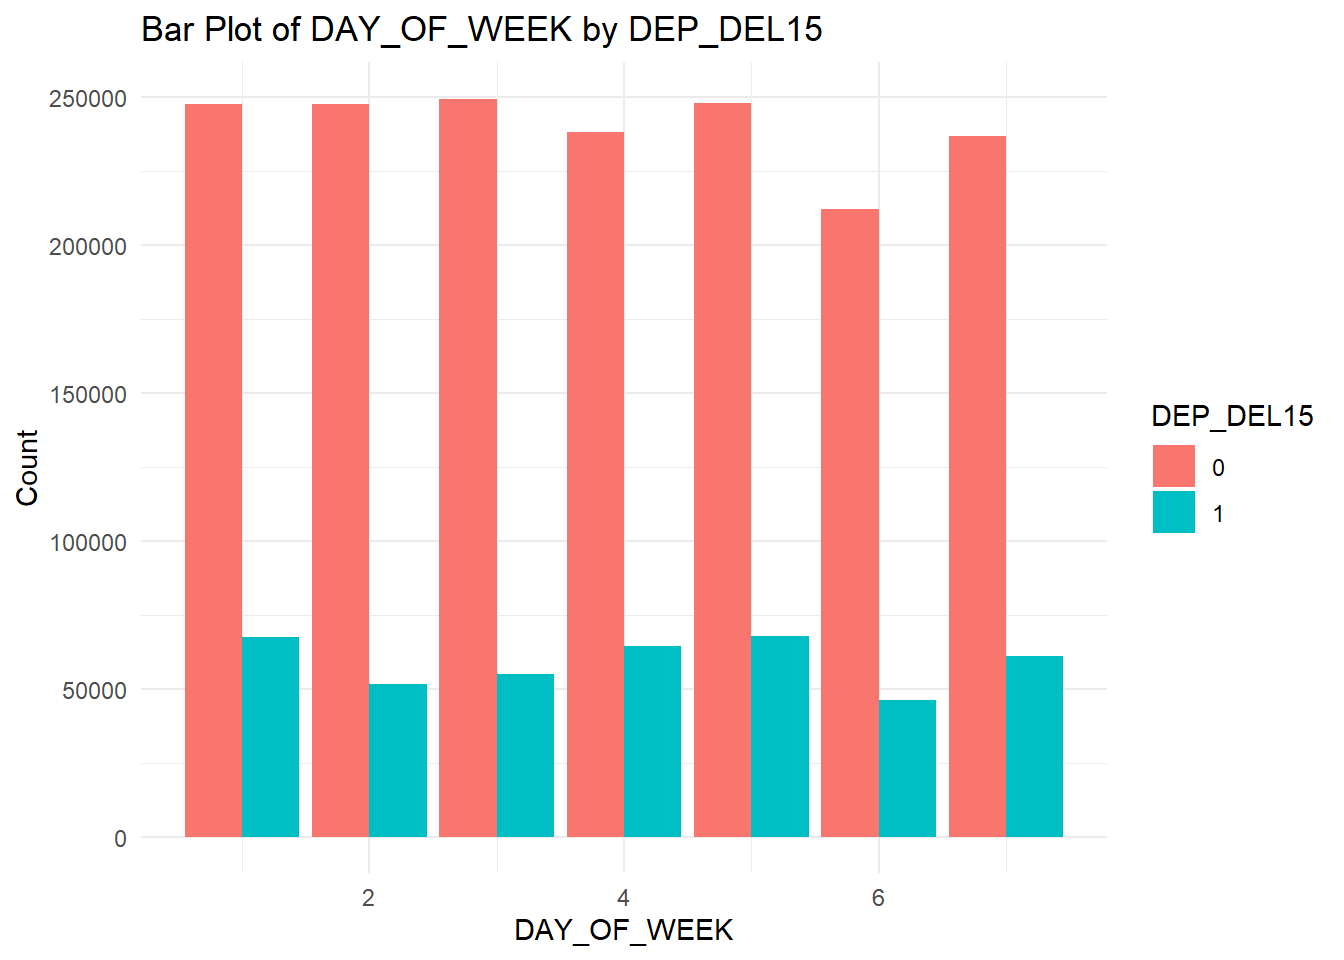 Bar Plot of DAY_OF_WEEK by DEP_DEL15
250000
200000
150000
100000
50000
0
Count
2 4 6
DAY_OF_WEEK
DEP_DEL15
0
1